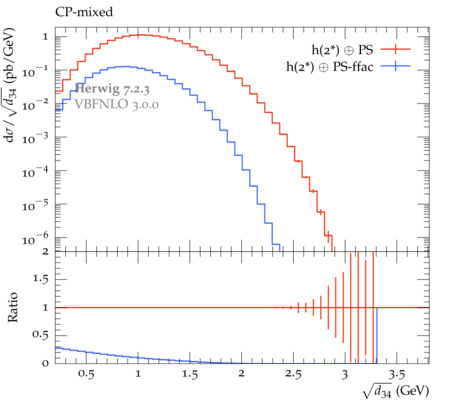 CP-mixed
h(2*) ⊕ PS
h(2*) ⊕ PS-ffac
Herwig 7.2.3
VBFNLO 3.0.0
dσ/√d₃₄ (pb/GeV)
1
10⁻¹
10⁻²
10⁻³
10⁻⁴
10⁻⁵
10⁻⁶
2
1.5
1
0.5
0
Ratio
0.5 1 1.5 2 2.5 3 3.5
√d₃₄ (GeV)